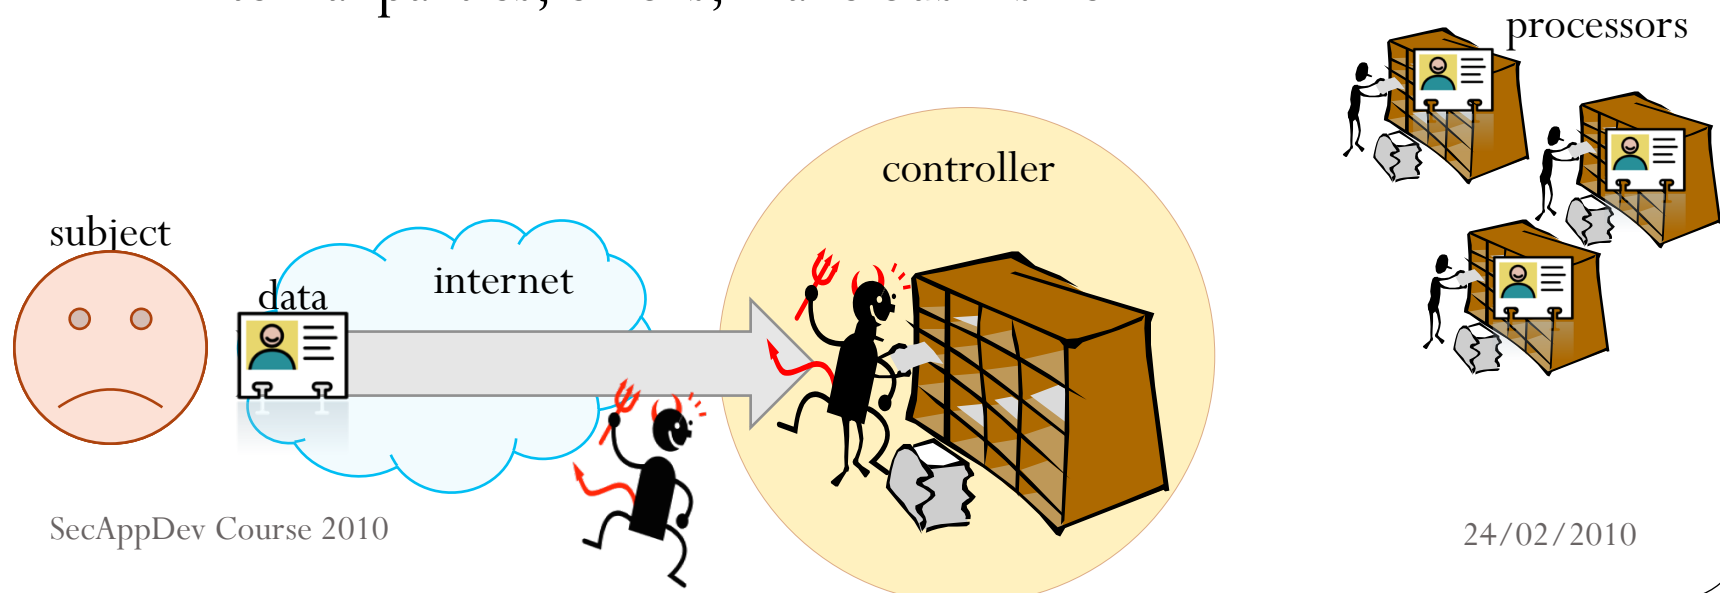 processors
controller
subject
internet
data
SecAppDev Course 2010
24/02/2010